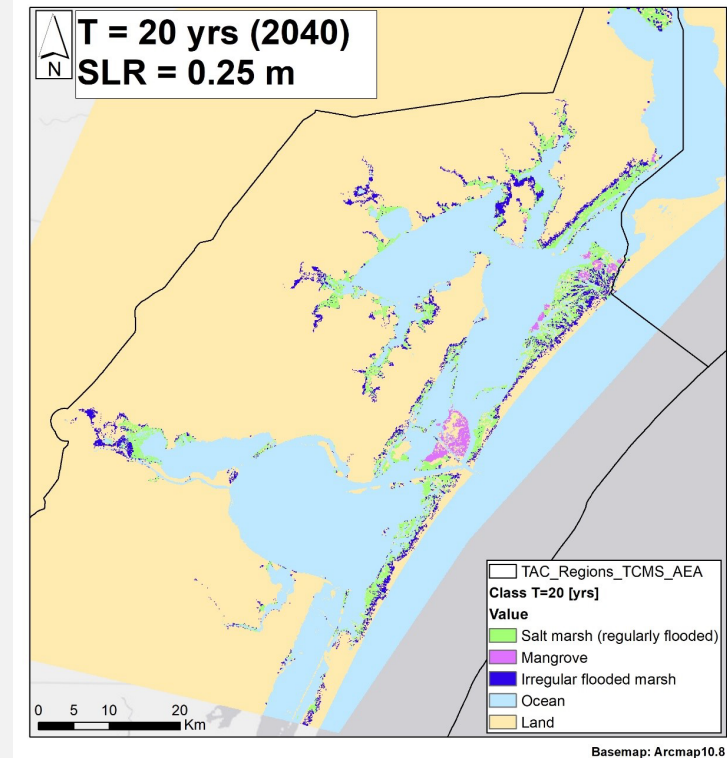 T = 20 yrs (2040)
SLR = 0.25 m
N
TAC_Regions_TCMS_AEA
Class T=20 [yrs]
Value
Salt marsh (regularly flooded)
Mangrove
Irregular flooded marsh
Ocean
Land
0 5 10 20
Km
Basemap: Arcmap10.8